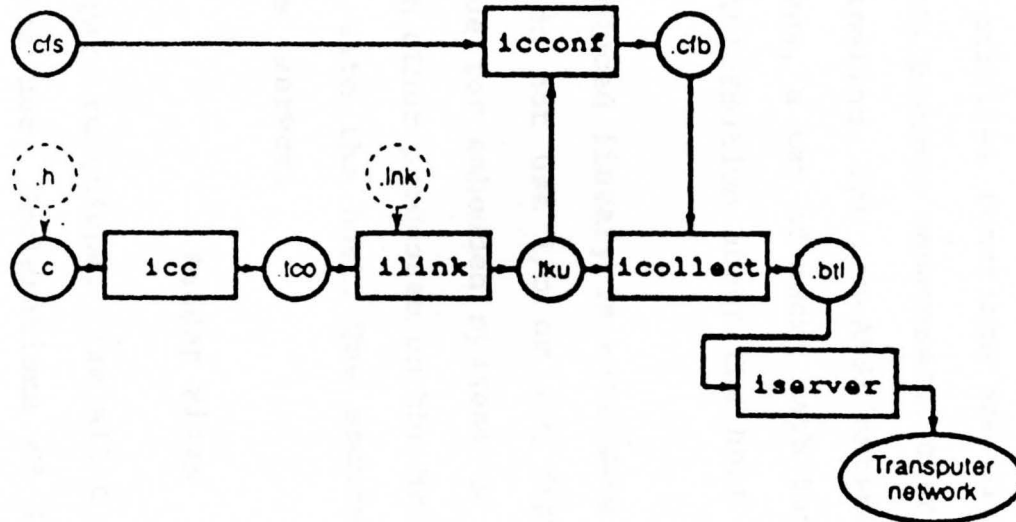 .cfs
icconf
.cfb
.h
.lnk
.c
icc
.tco
ilink
.lku
icollect
.btl
iserver
Transputer
network